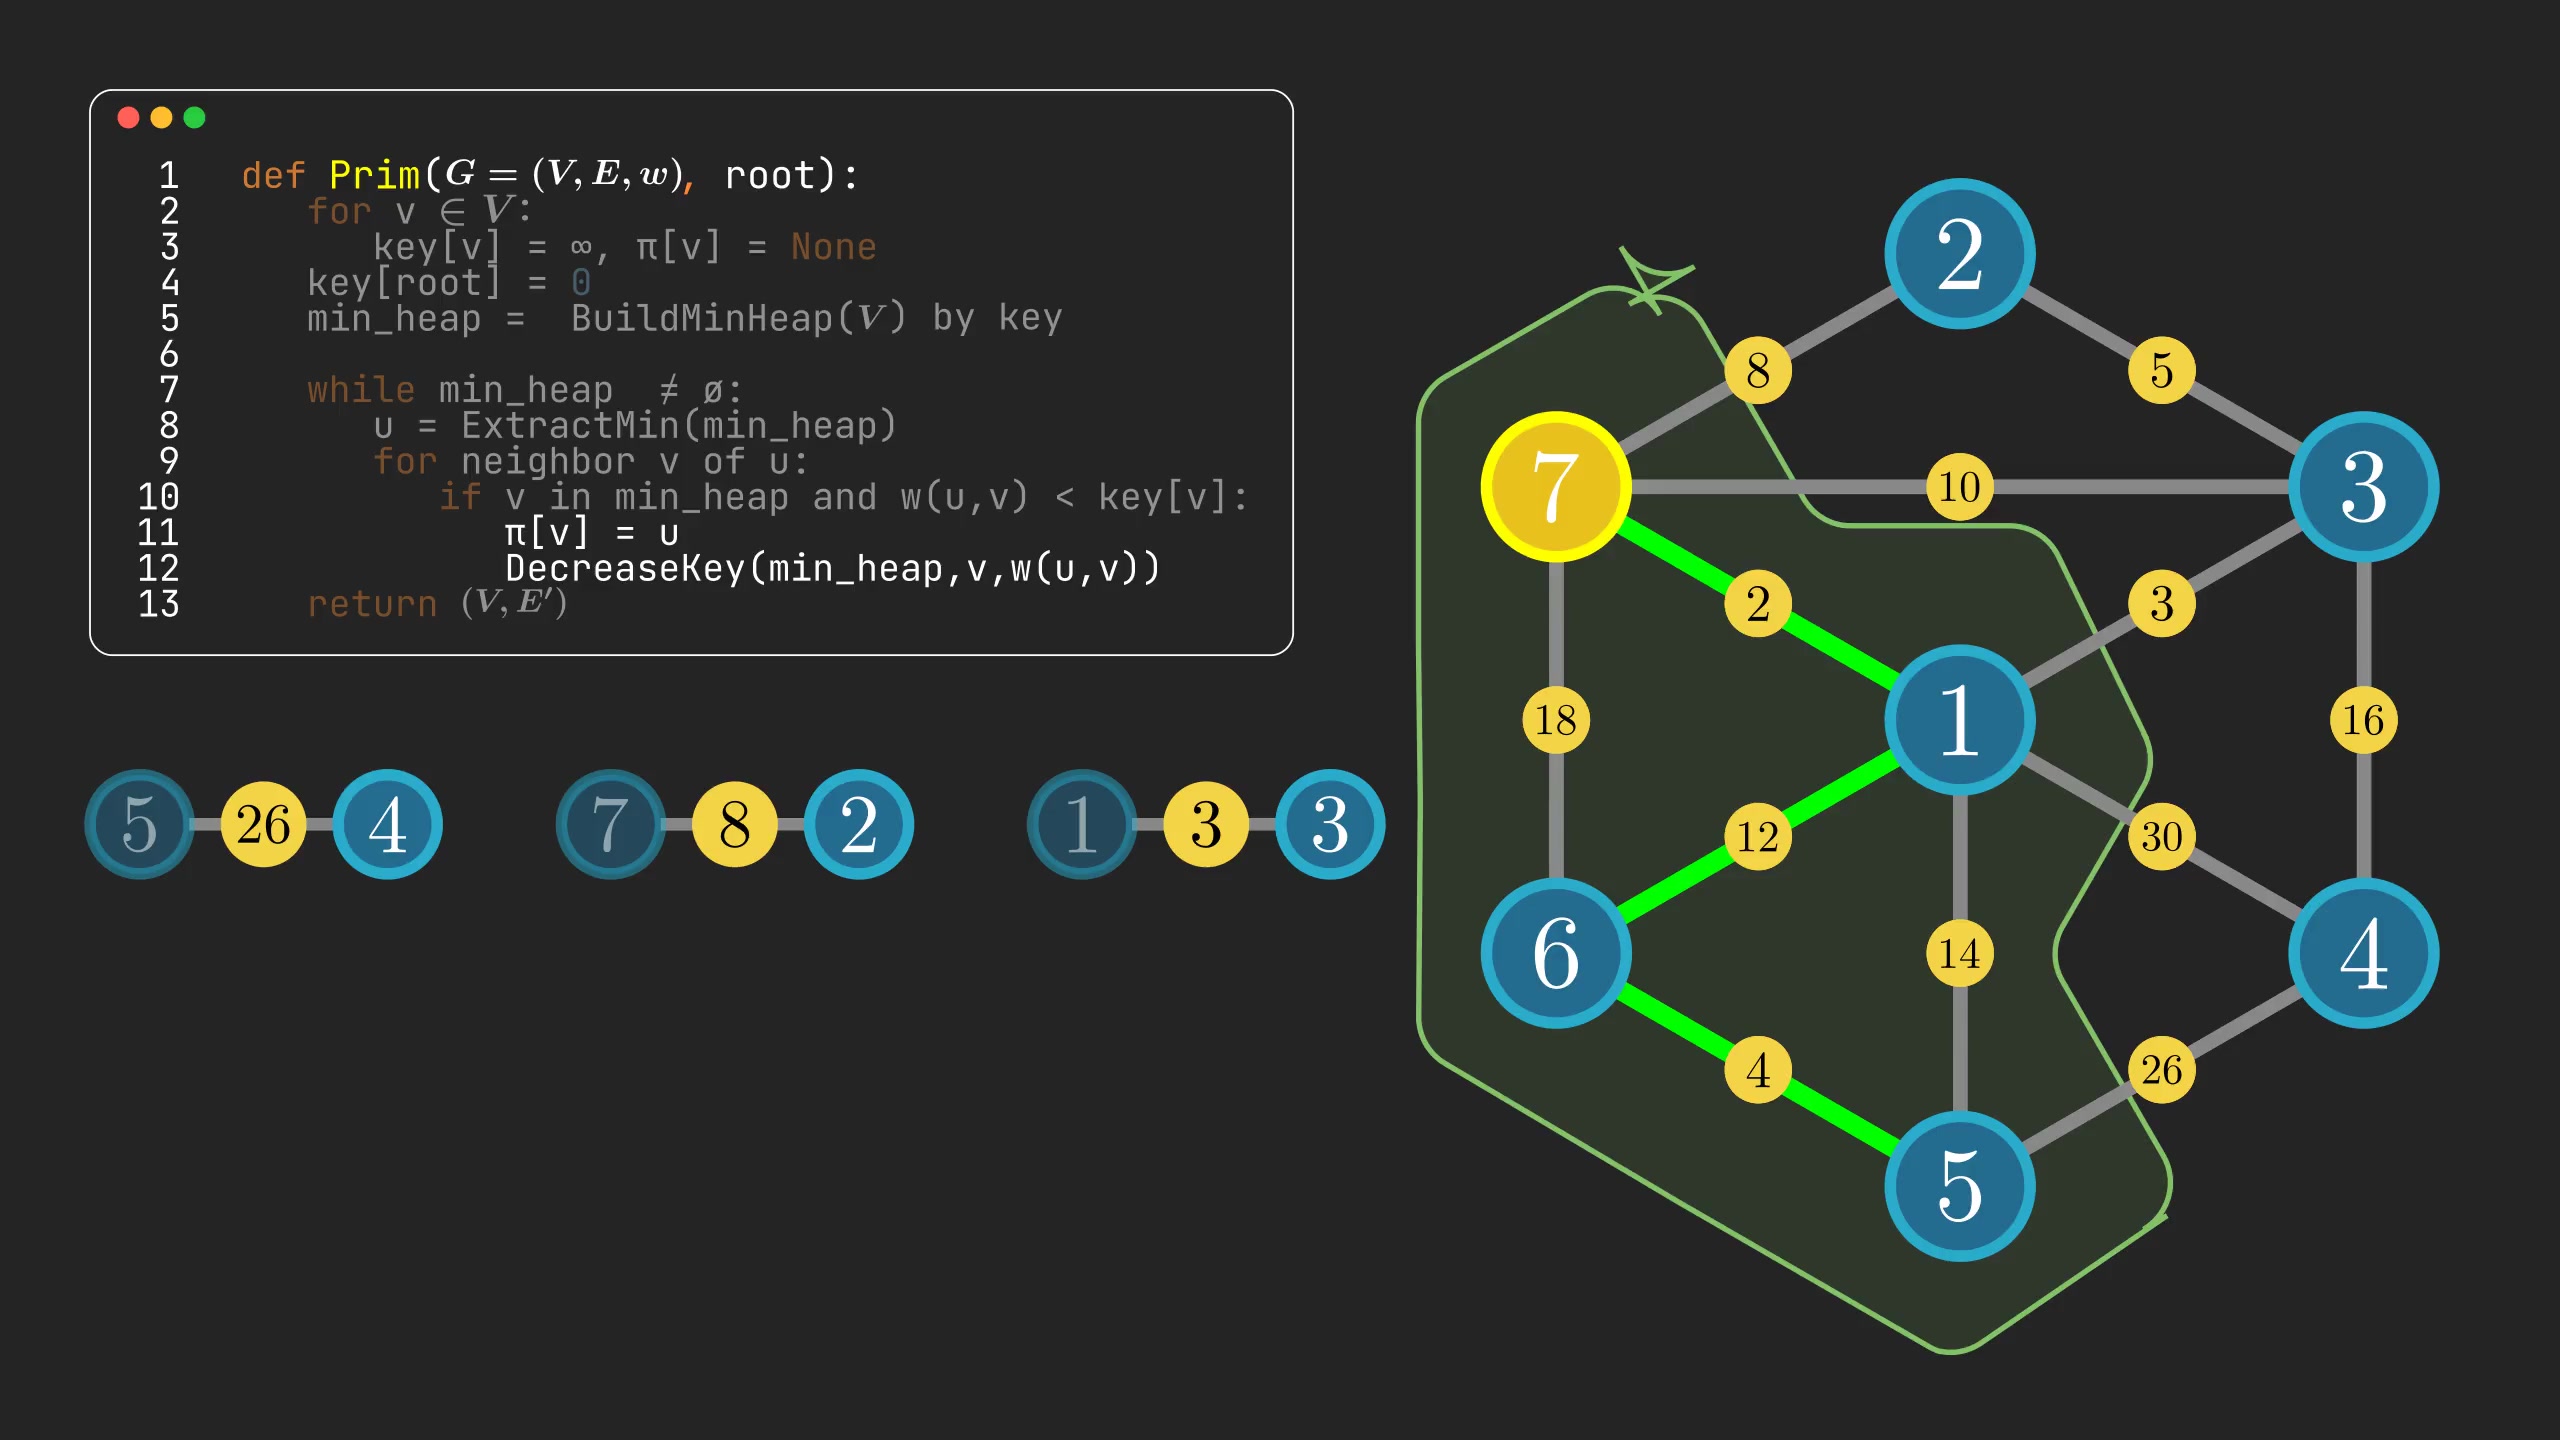 1 def Prim(G = (V, E, w), root):
2 for v ∈ V:
3 key[v] = ∞, π[v] = None
4 key[root] = 0
5 min_heap = BuildMinHeap(V) by key
6
7 while min_heap ≠ ø:
8 u = ExtractMin(min_heap)
9 for neighbor v of u:
10 if v in min_heap and w(u,v) < key[v]:
11 π[v] = u
12 DecreaseKey(min_heap,v,w(u,v))
13 return (V, E′)
5 26 4
7 8 2
1 3 3
2
8
5
7
10
3
2
3
18
1
16
12
30
6
14
4
4
26
5